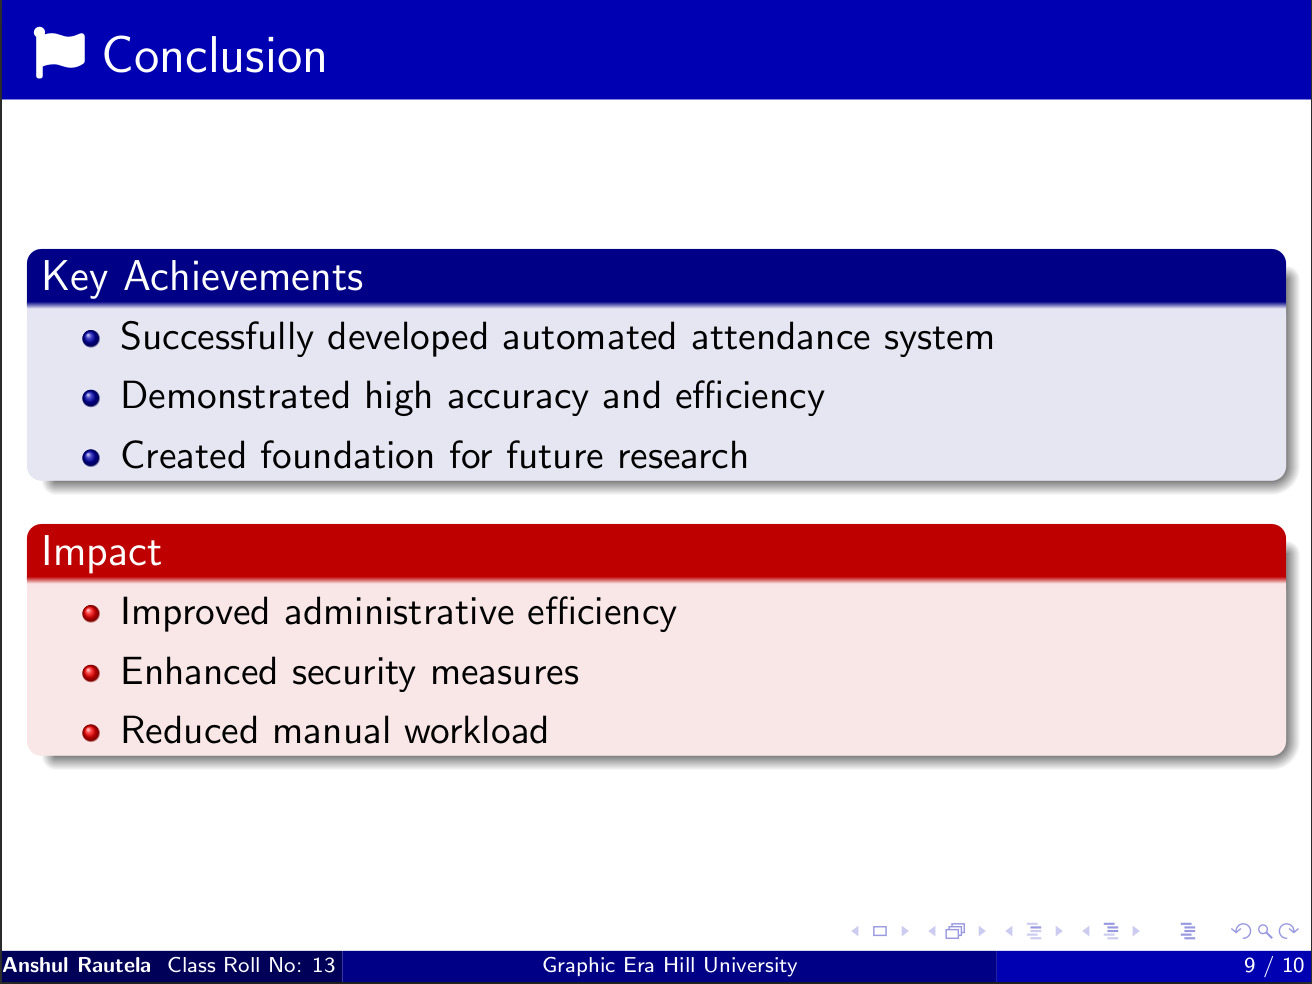 Conclusion
Key Achievements
Successfully developed automated attendance system
Demonstrated high accuracy and efficiency
Created foundation for future research
Impact
Improved administrative efficiency
Enhanced security measures
Reduced manual workload
Anshul Rautela Class Roll No: 13 Graphic Era Hill University 9 / 10